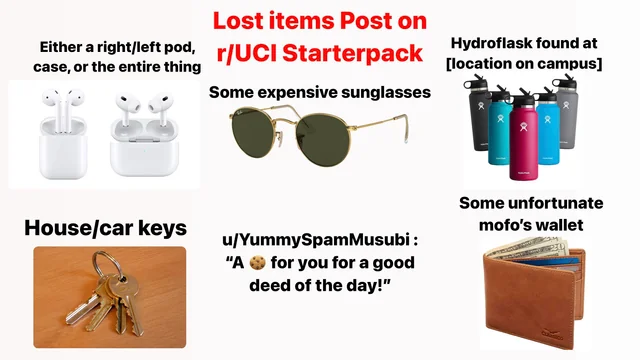 Lost items Post on
r/UCI Starterpack
Either a right/left pod,
case, or the entire thing
Some expensive sunglasses
Hydroflask found at
[location on campus]
House/car keys
u/YummySpamMusubi :
“A 🍪 for you for a good
deed of the day!”
Some unfortunate
mofo’s wallet